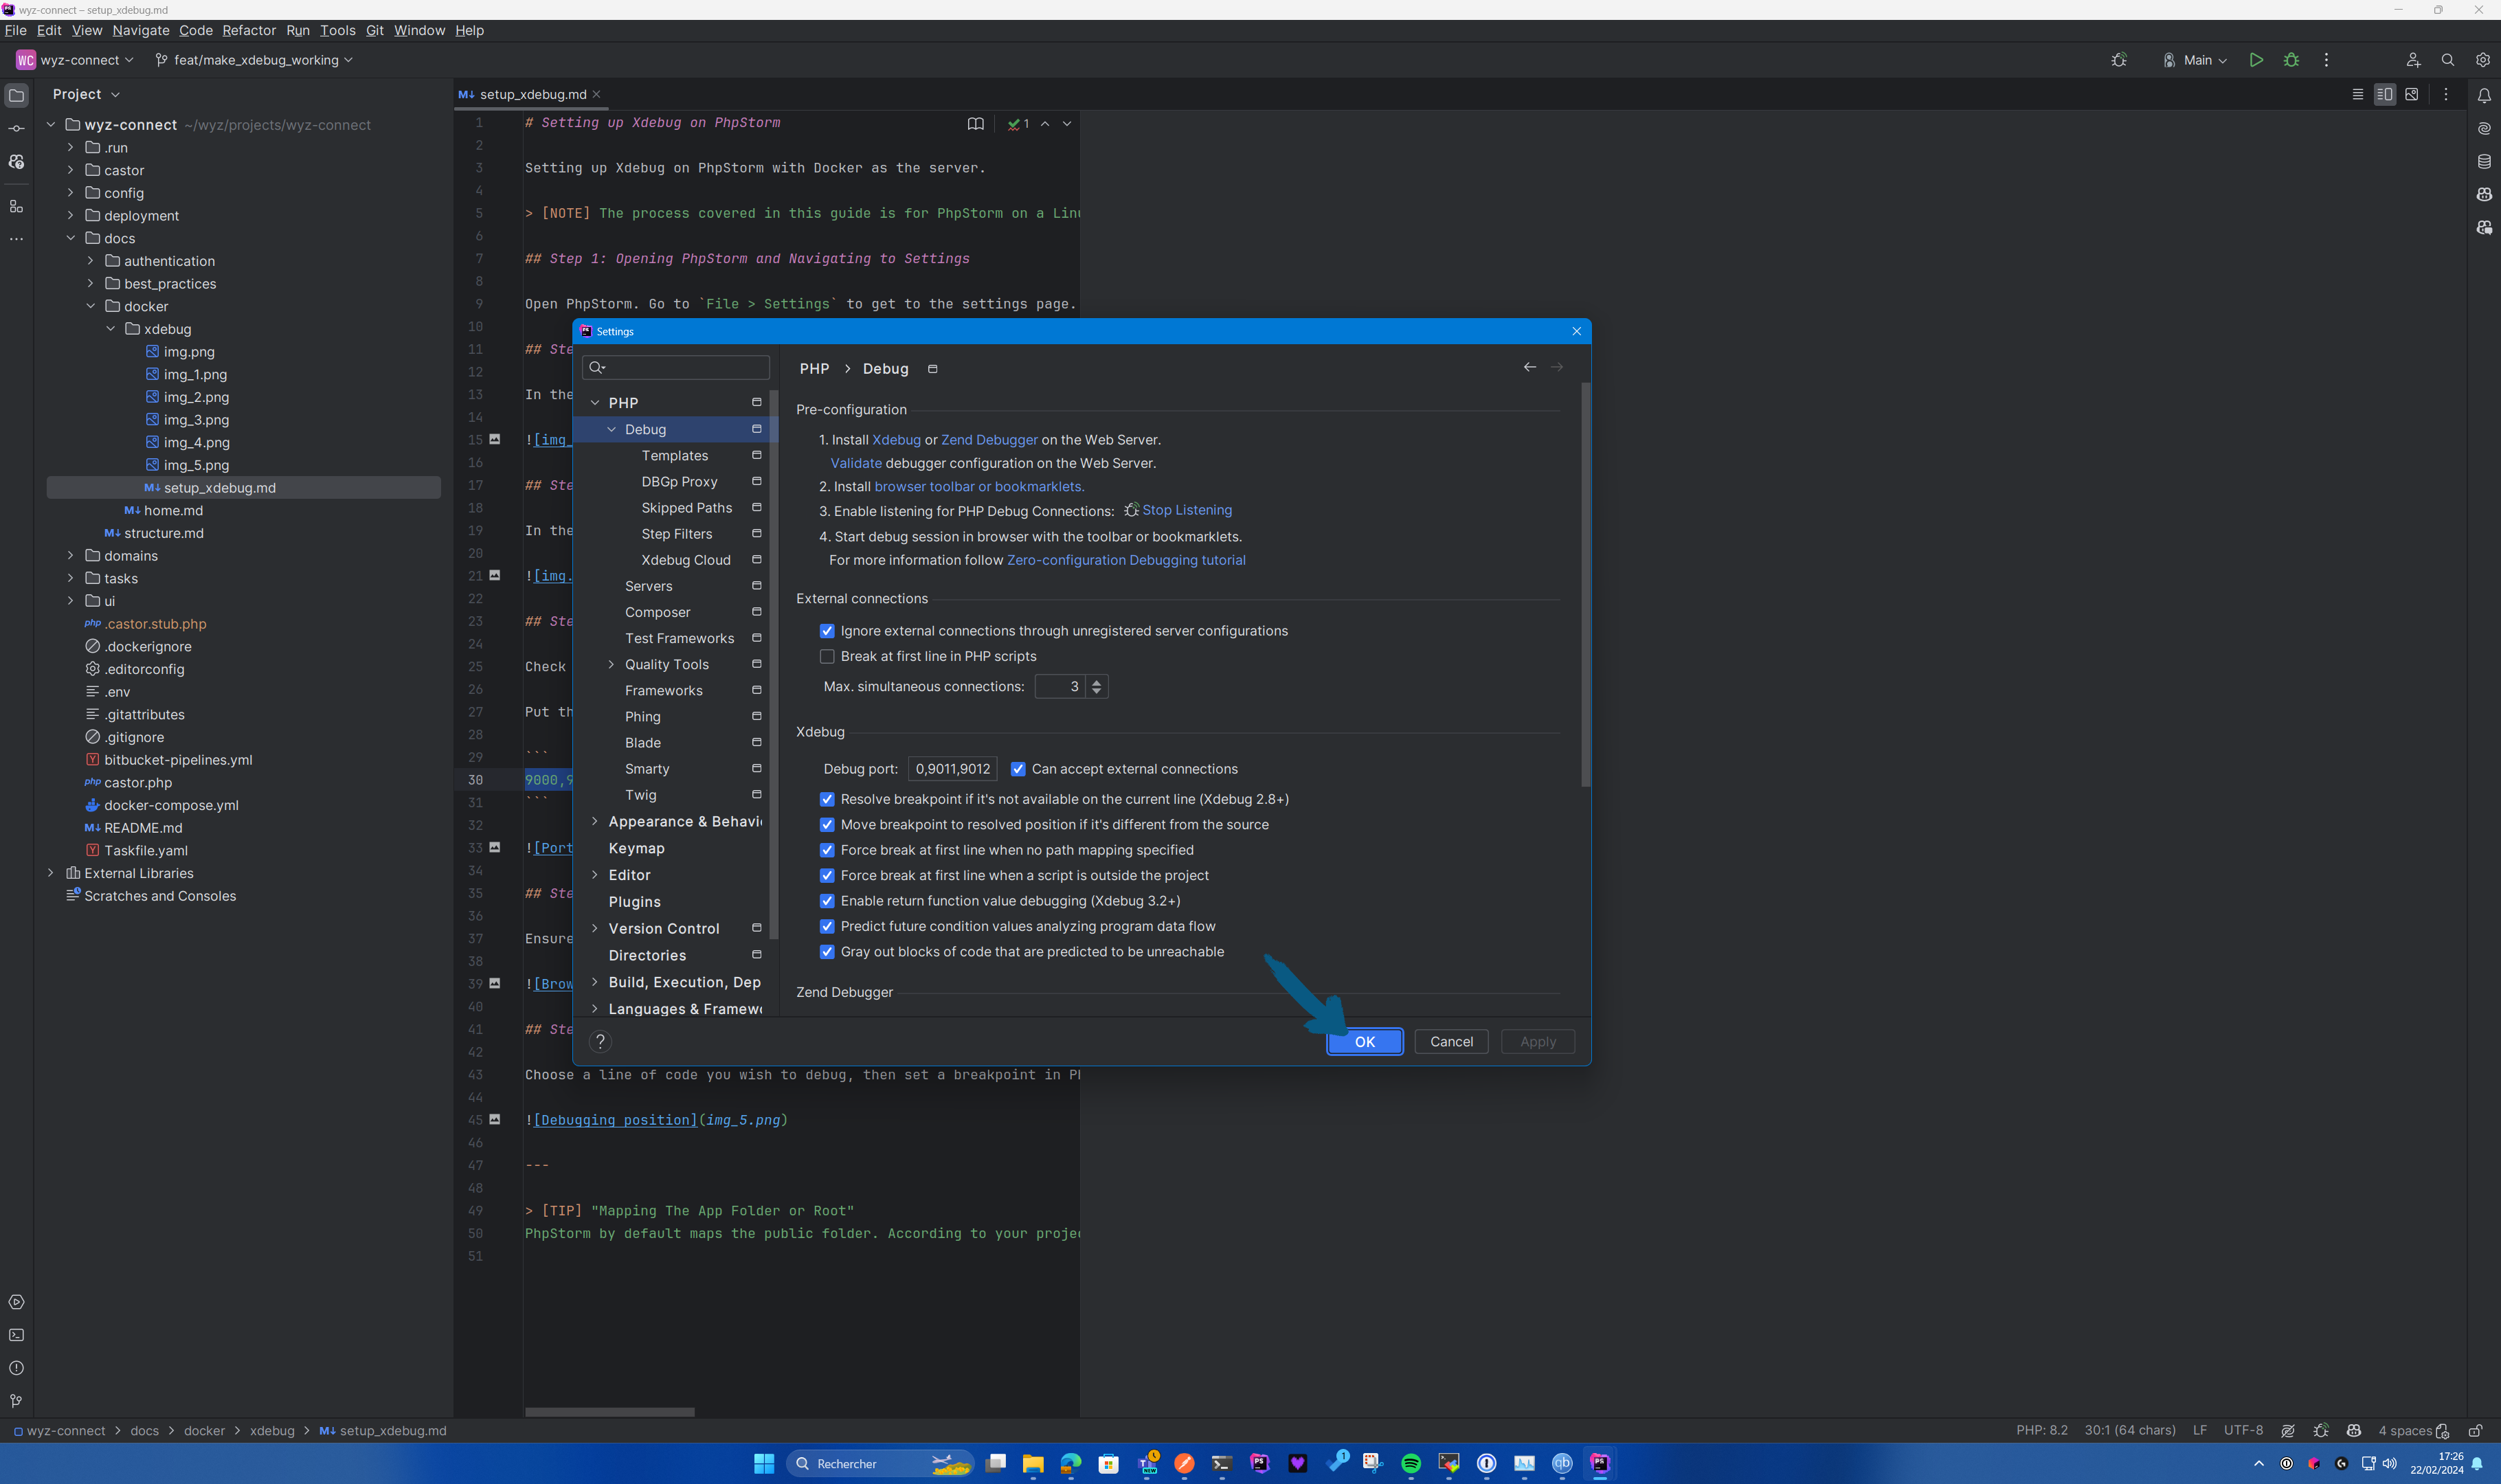 wyz-connect – setup_xdebug.md
File Edit View Navigate Code Refactor Run Tools Git Window Help
WC wyz-connect feat/make_xdebug_working Main
Project
wyz-connect ~/wyz/projects/wyz-connect
.run
castor
config
deployment
docs
authentication
best_practices
docker
xdebug
img.png
img_1.png
img_2.png
img_3.png
img_4.png
img_5.png
M↓ setup_xdebug.md
M↓ home.md
M↓ structure.md
domains
tasks
ui
php .castor.stub.php
.dockerignore
.editorconfig
.env
.gitattributes
.gitignore
Y bitbucket-pipelines.yml
php castor.php
docker-compose.yml
M↓ README.md
Y Taskfile.yaml
External Libraries
Scratches and Consoles
M↓ setup_xdebug.md
1
1 # Setting up Xdebug on PhpStorm
2
3 Setting up Xdebug on PhpStorm with Docker as the server.
4
5 > [NOTE] The process covered in this guide is for PhpStorm on a Linu
6
7 ## Step 1: Opening PhpStorm and Navigating to Settings
8
9 Open PhpStorm. Go to `File > Settings` to get to the settings page.
10
11 ## Ste
12
13 In the
14
15 ![img_
16
17 ## Ste
18
19 In the
20
21 ![img.
22
23 ## Ste
24
25 Check
26
27 Put th
28
29 ```
30 9000,9
31 ```
32
33 ![Port
34
35 ## Ste
36
37 Ensure
38
39 ![Brow
40
41 ## Ste
42
43 Choose a line of code you wish to debug, then set a breakpoint in P
44
45 ![Debugging position](img_5.png)
46
47 ---
48
49 > [TIP] "Mapping The App Folder or Root"
50 PhpStorm by default maps the public folder. According to your proje
51
Settings
PHP
Debug
Templates
DBGp Proxy
Skipped Paths
Step Filters
Xdebug Cloud
Servers
Composer
Test Frameworks
Quality Tools
Frameworks
Phing
Blade
Smarty
Twig
Appearance & Behavi
Keymap
Editor
Plugins
Version Control
Directories
Build, Execution, Dep
Languages & Framew
PHP > Debug
Pre-configuration
1. Install Xdebug or Zend Debugger on the Web Server.
Validate debugger configuration on the Web Server.
2. Install browser toolbar or bookmarklets.
3. Enable listening for PHP Debug Connections: Stop Listening
4. Start debug session in browser with the toolbar or bookmarklets.
For more information follow Zero-configuration Debugging tutorial
External connections
Ignore external connections through unregistered server configurations
Break at first line in PHP scripts
Max. simultaneous connections: 3
Xdebug
Debug port: 0,9011,9012 Can accept external connections
Resolve breakpoint if it's not available on the current line (Xdebug 2.8+)
Move breakpoint to resolved position if it's different from the source
Force break at first line when no path mapping specified
Force break at first line when a script is outside the project
Enable return function value debugging (Xdebug 3.2+)
Predict future condition values analyzing program data flow
Gray out blocks of code that are predicted to be unreachable
Zend Debugger
? OK Cancel Apply
wyz-connect > docs > docker > xdebug > M↓ setup_xdebug.md
PHP: 8.2 30:1 (64 chars) LF UTF-8 4 spaces
Rechercher
17:26
22/02/2024